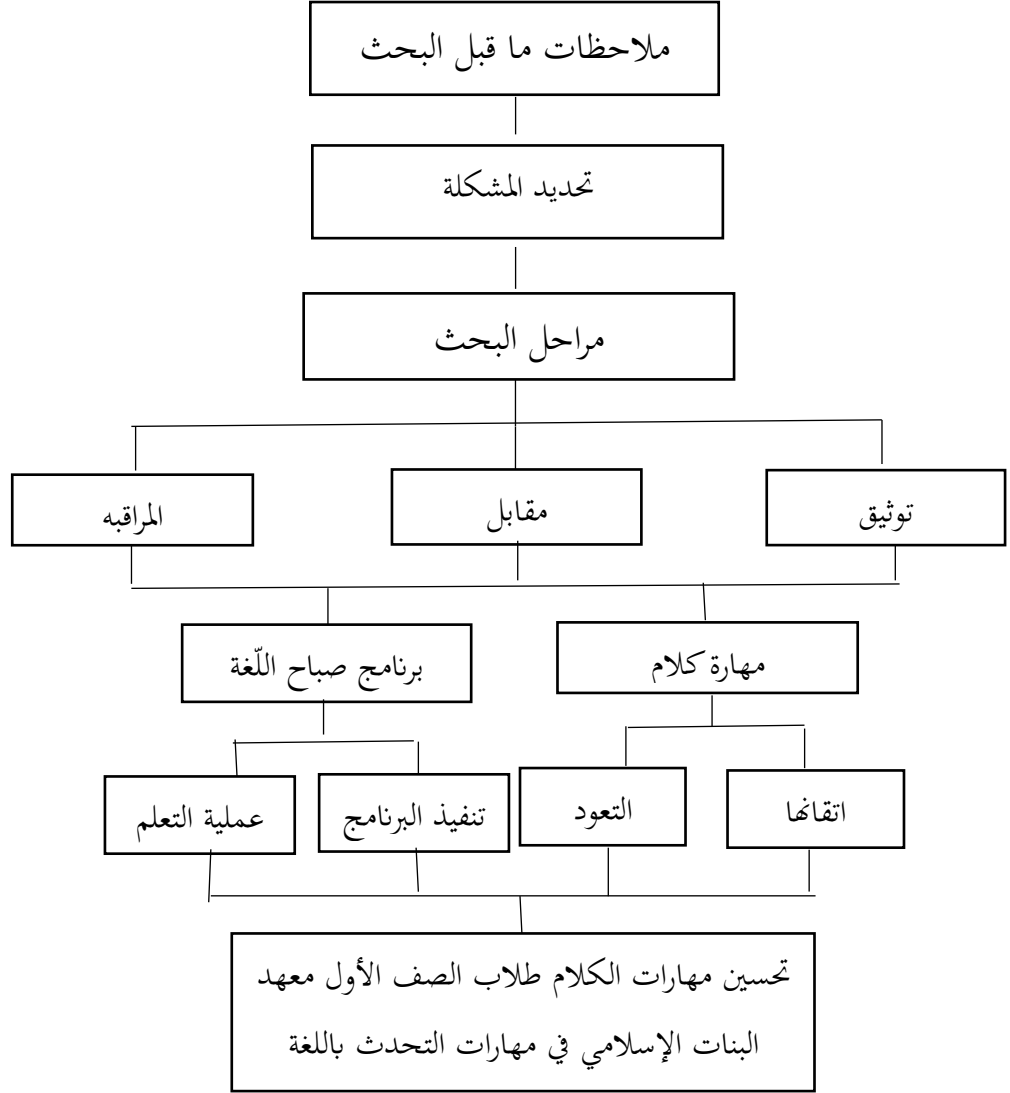 ملاحظات ما قبل البحث
تحديد المشكلة
مراحل البحث
توثيق
مقابل
المراقبه
مهارة كلام
برنامج صباح اللّغة
اتقانها
التعود
تنفيذ البرنامج
عملية التعلم
تحسين مهارات الكلام طلاب الصف الأول معهد
البنات الإسلامي في مهارات التحدث باللغة